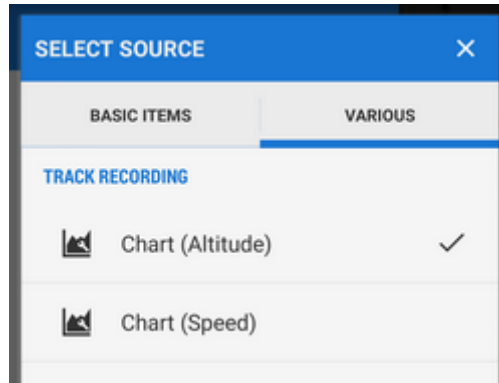 SELECT SOURCE
BASIC ITEMS VARIOUS
TRACK RECORDING
Chart (Altitude)
Chart (Speed)